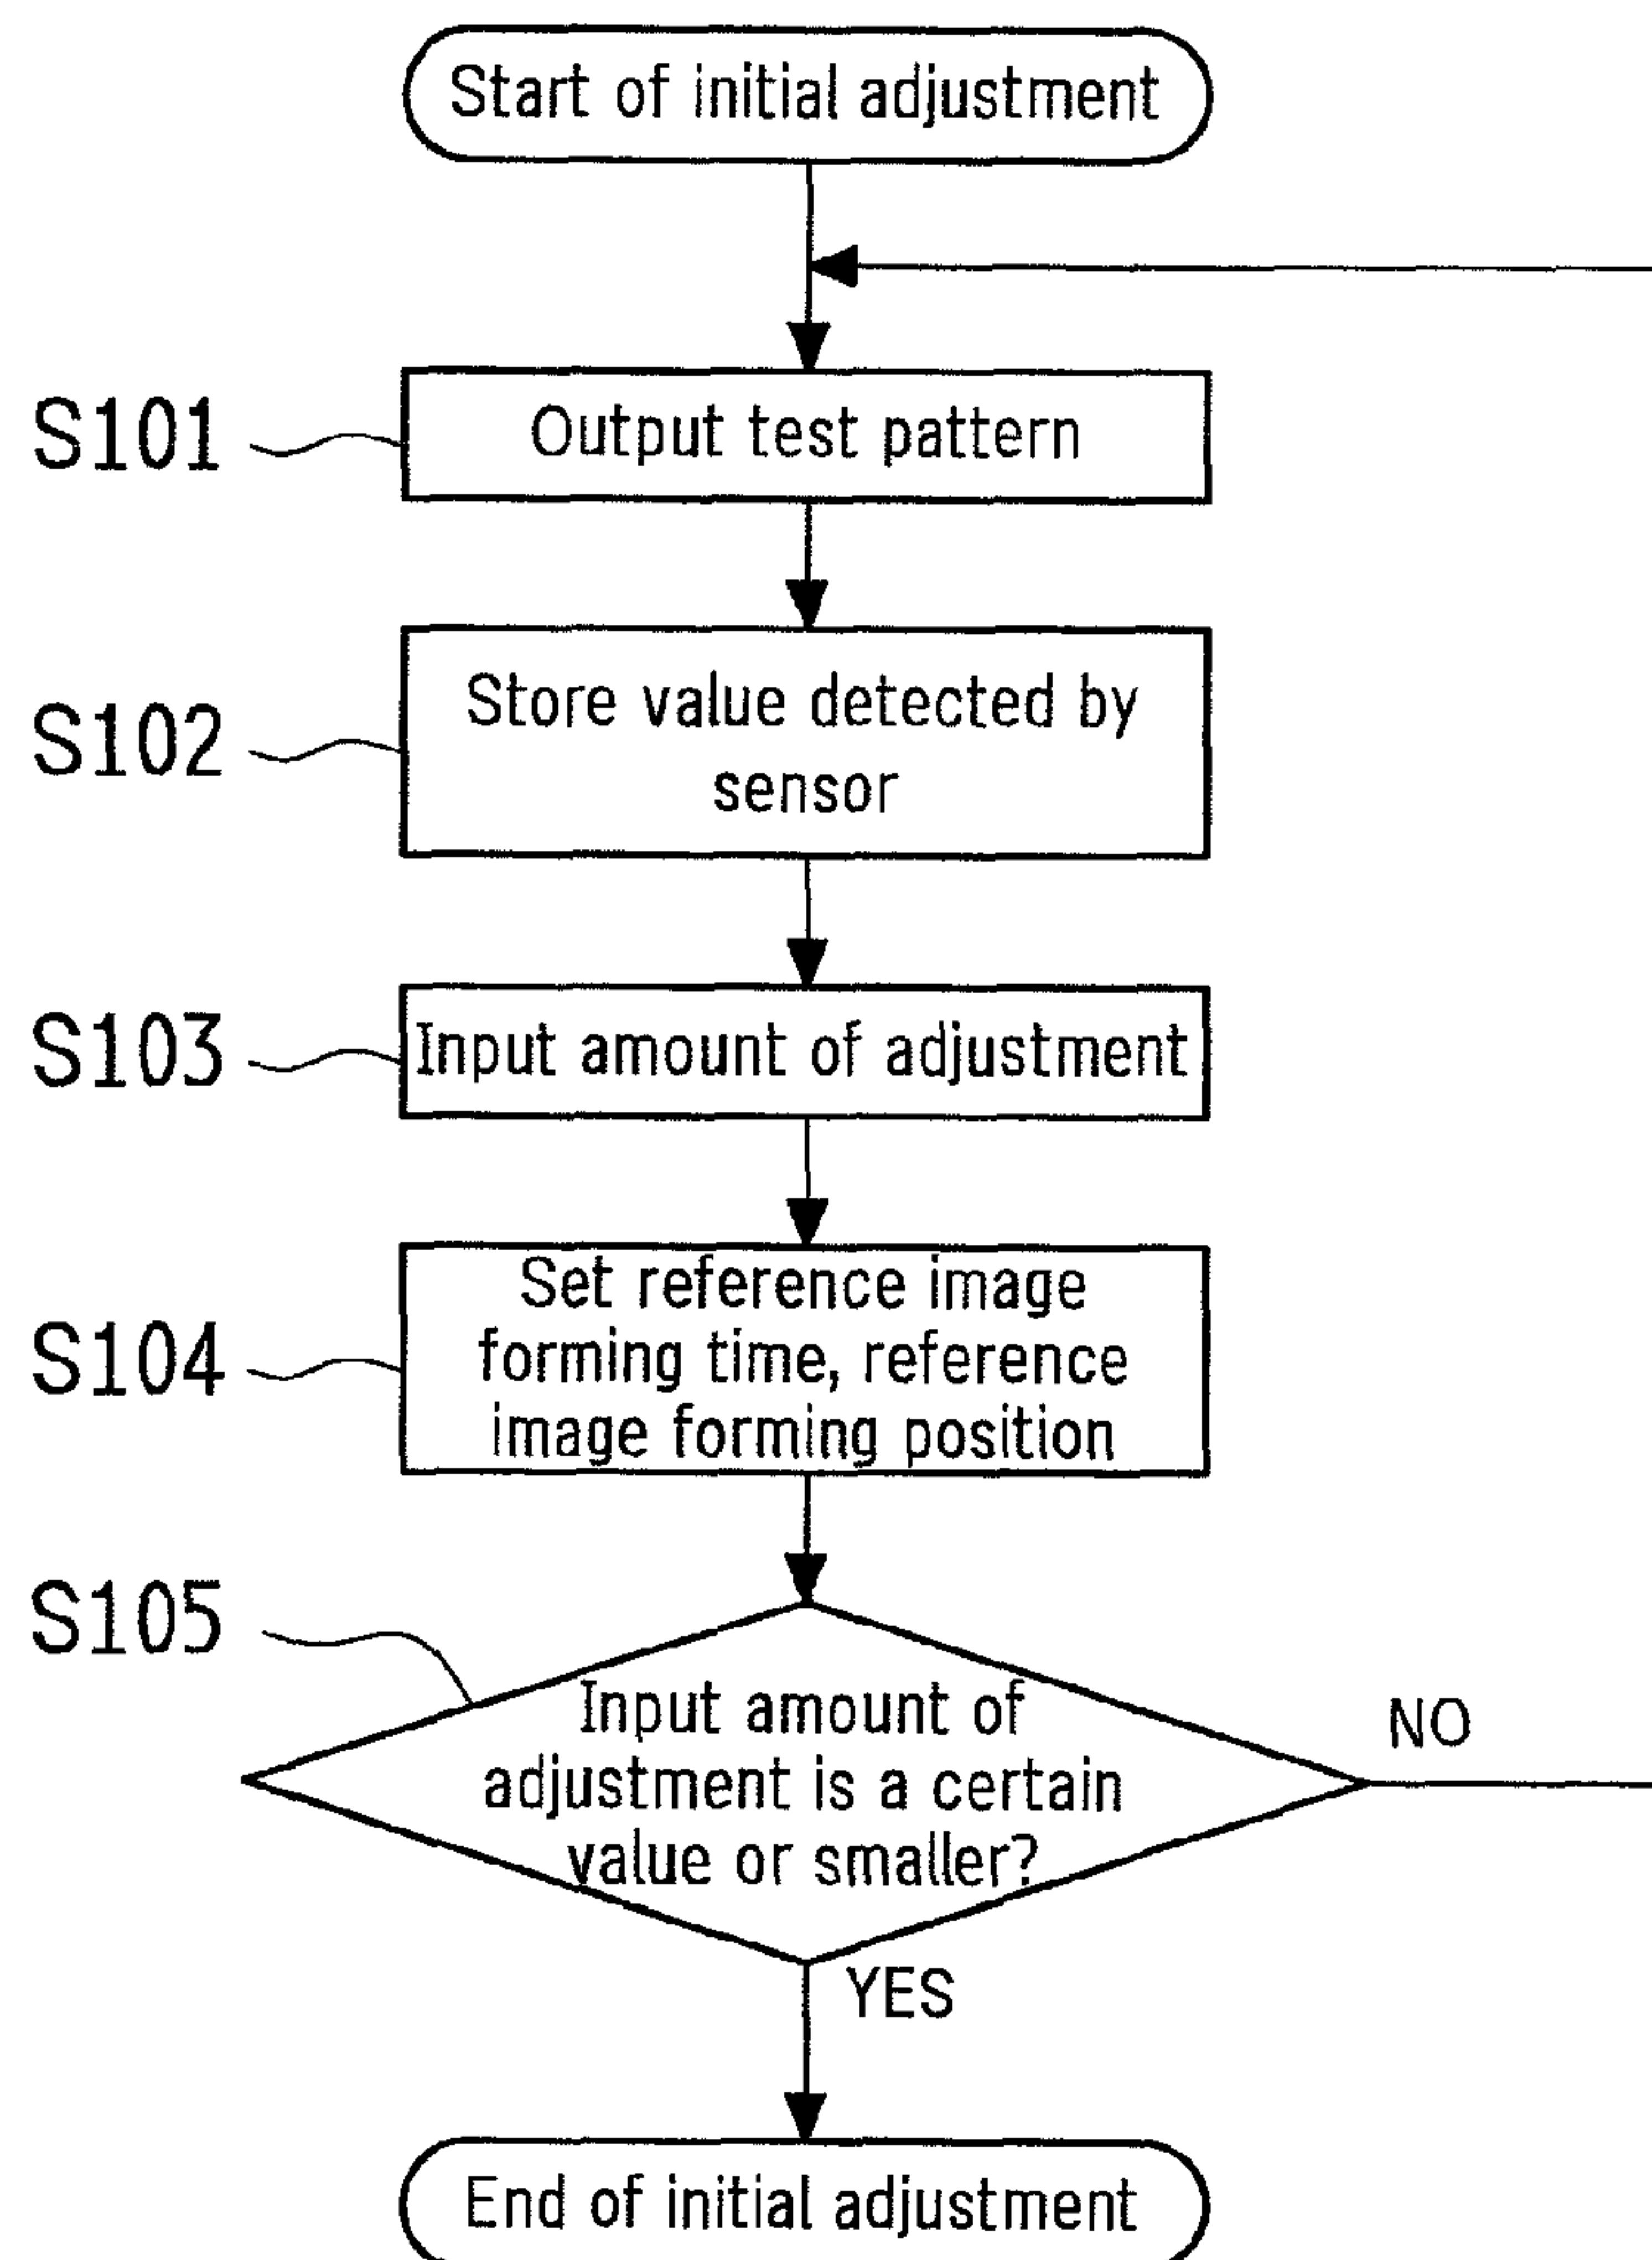 Start of initial adjustment
S101
Output test pattern
S102
Store value detected by
sensor
S103
Input amount of adjustment
S104
Set reference image
forming time, reference
image forming position
S105
Input amount of
adjustment is a certain
value or smaller?
NO
YES
End of initial adjustment